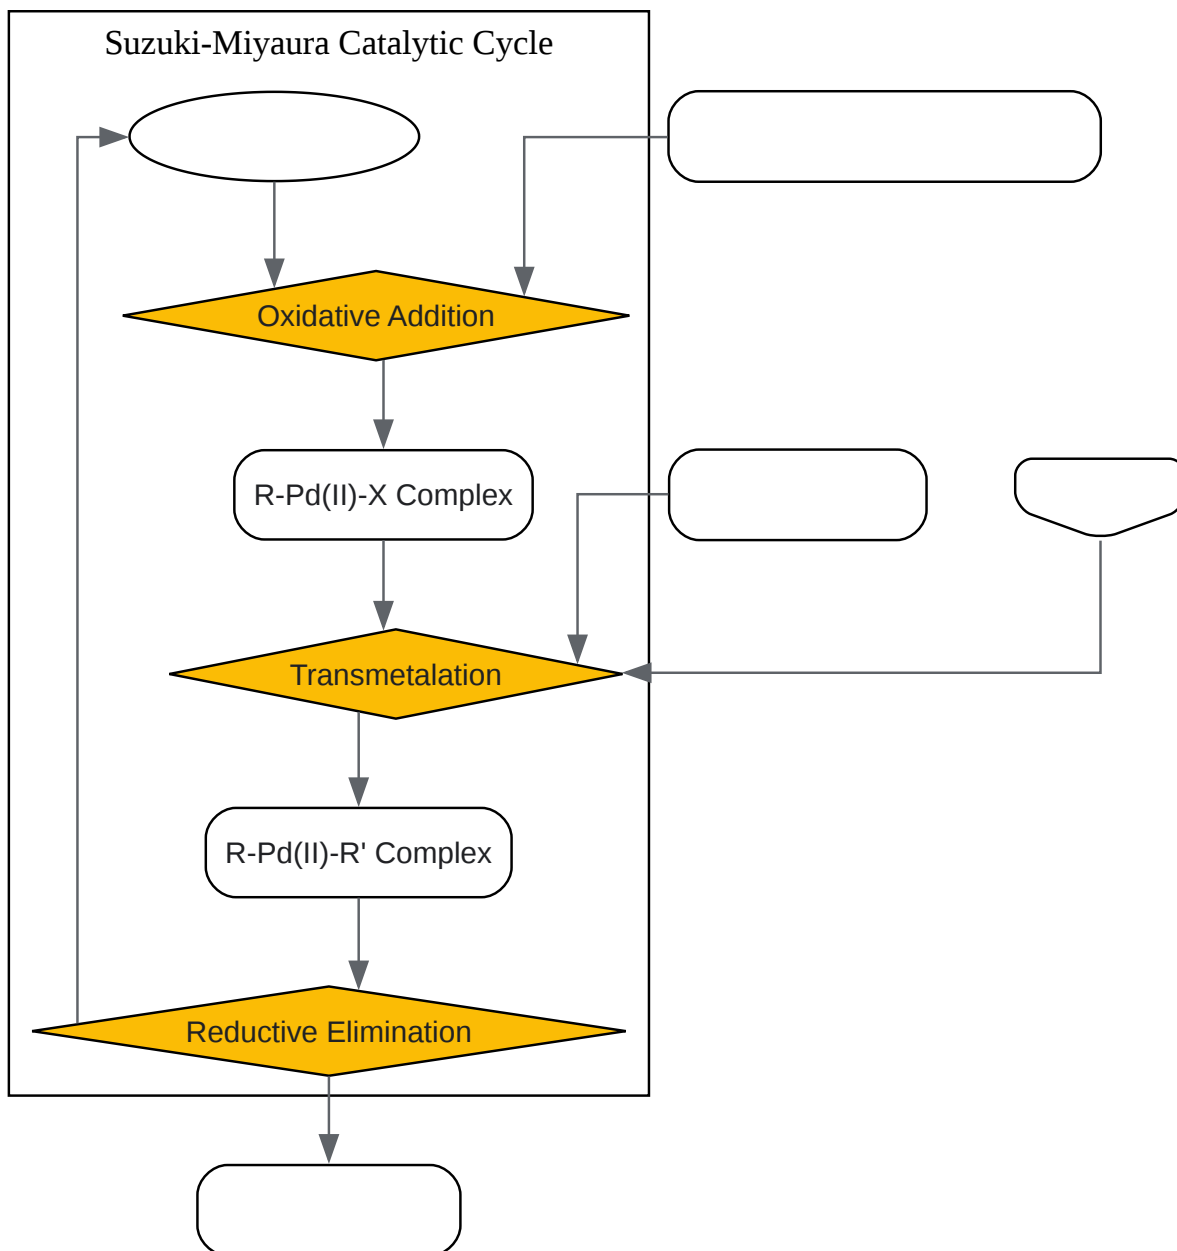 Suzuki-Miyaura Catalytic Cycle
Oxidative Addition
R-Pd(II)-X Complex
Transmetalation
R-Pd(II)-R' Complex
Reductive Elimination